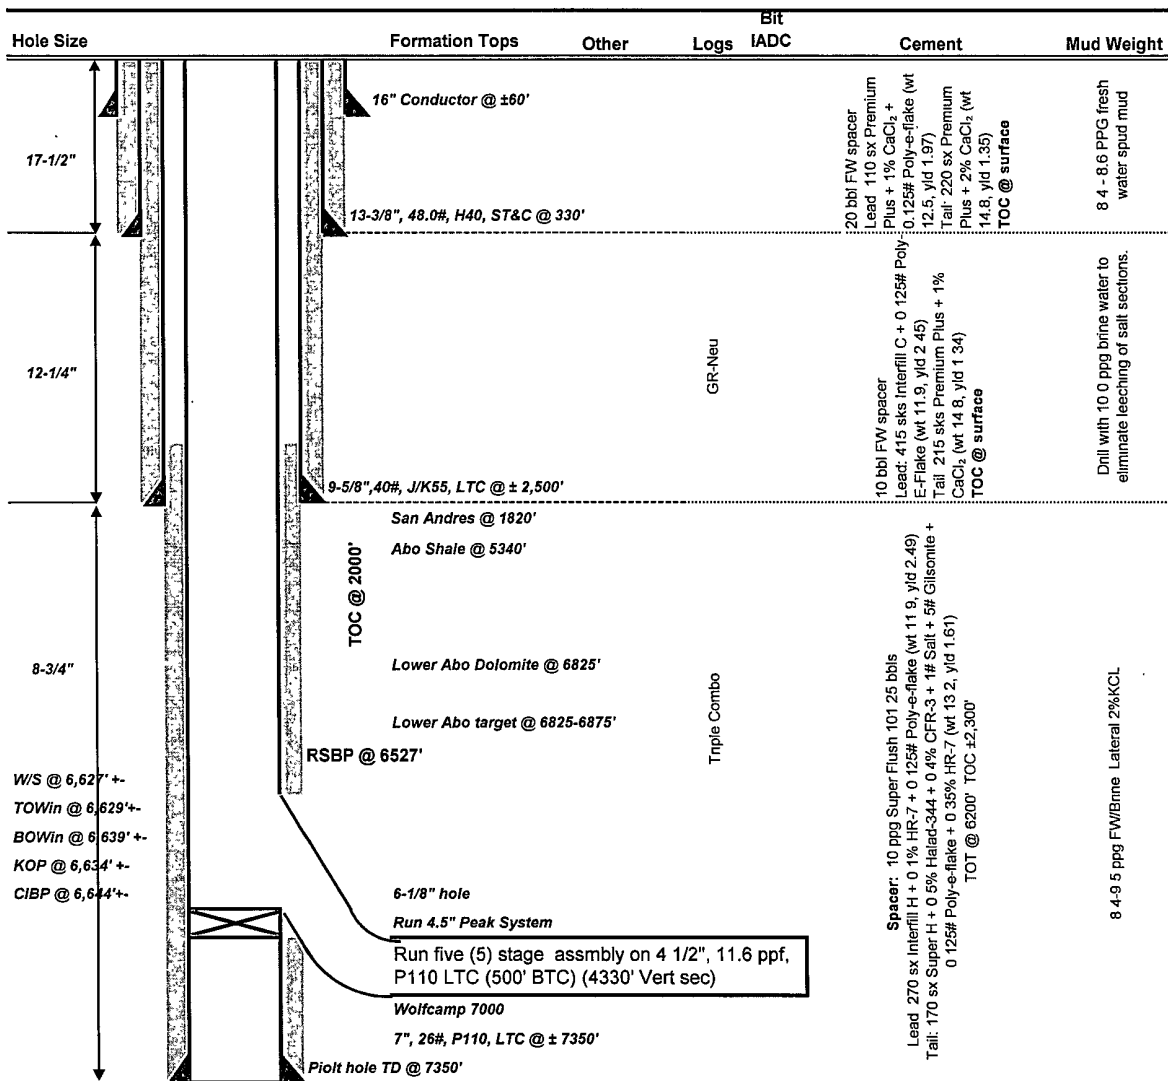 Hole Size
Formation Tops
Other
Logs
Bit
IADC
Cement
Mud Weight
17-1/2"
16" Conductor @ ±60'
13-3/8", 48.0#, H40, ST&C @ 330'
20 bbl FW spacer
Lead 110 sx Premium
Plus + 1% CaCl₂ +
0.125# Poly-e-flake (wt
12.5, yld 1.97)
Tail 220 sx Premium
Plus + 2% CaCl₂ (wt
14.8, yld 1.35)
TOC @ surface
8 4 - 8.6 PPG fresh
water spud mud
12-1/4"
9-5/8",40#, J/K55, LTC @ ± 2,500'
GR-Neu
10 bbl FW spacer
Lead: 415 sks Interfill C + 0 125# Poly-
E-Flake (wt 11.9, yld 2 45)
Tail 215 sks Premium Plus + 1%
CaCl₂ (wt 14 8, yld 1 34)
TOC @ surface
Drill with 10 0 ppg brine water to
eliminate leeching of salt sections.
8-3/4"
San Andres @ 1820'
Abo Shale @ 5340'
TOC @ 2000'
Lower Abo Dolomite @ 6825'
Lower Abo target @ 6825-6875'
RSBP @ 6527'
W/S @ 6,627' +-
TOWin @ 6,629'+-
BOWin @ 6,639' +-
KOP @ 6,634' +-
CIBP @ 6,644'+-
6-1/8" hole
Run 4.5" Peak System
Run five (5) stage assmbly on 4 1/2", 11.6 ppf,
P110 LTC (500' BTC) (4330' Vert sec)
Wolfcamp 7000
7", 26#, P110, LTC @ ± 7350'
Piolt hole TD @ 7350'
Triple Combo
Spacer: 10 ppg Super Flush 101 25 bbls
Lead 270 sx Interfill H + 0 1% HR-7 + 0 125# Poly-e-flake (wt 11 9, yld 2.49)
Tail: 170 sx Super H + 0 5% Halad-344 + 0 4% CFR-3 + 1# Salt + 5# Gilsonite +
0 125# Poly-e-flake + 0 35% HR-7 (wt 13 2, yld 1.61)
TOT @ 6200' TOC ±2,300'
8 4-9 5 ppg FW/Brine Lateral 2%KCL